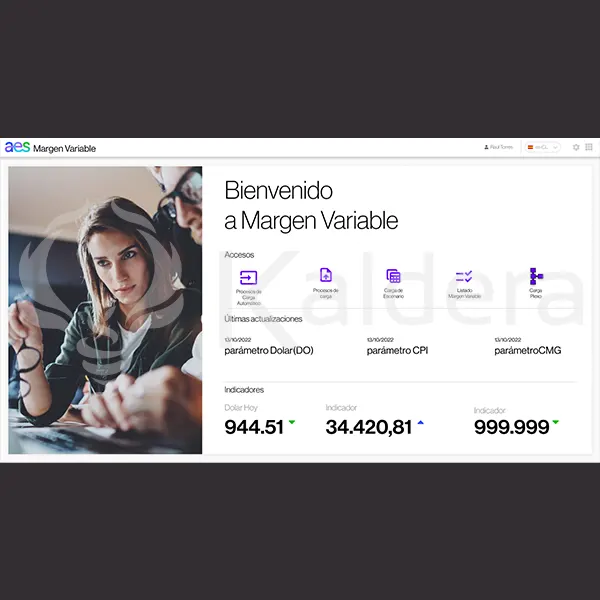 aes Margen Variable
Raul Torres
es-CL
Bienvenido
a Margen Variable
Accesos
Procesos de
Carga
Automático
Procesos de
carga
Carga de
Escenario
Listado
Margen Variable
Carga
Plexo
Kaldera
Últimas actualizaciones
13/10/2022
parámetro Dolar(DO)
13/10/2022
parámetro CPI
13/10/2022
parámetroCMG
Indicadores
Dolar Hoy
944.51
Indicador
34.420,81
Indicador
999.999